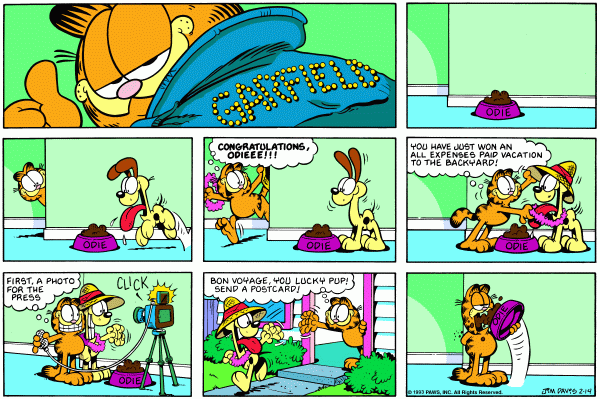 GARFIELD
ODIE
ODIE
CONGRATULATIONS,
ODIEEE!!!
ODIE
YOU HAVE JUST WON AN
ALL EXPENSES PAID VACATION
TO THE BACKYARD!
ODIE
FIRST, A PHOTO
FOR THE
PRESS
CLICK
ODIE
BON VOYAGE, YOU LUCKY PUP!
SEND A POSTCARD!
ODIE
© 1993 PAWS, INC. All Rights Reserved.
JIM DAVIS 2-14